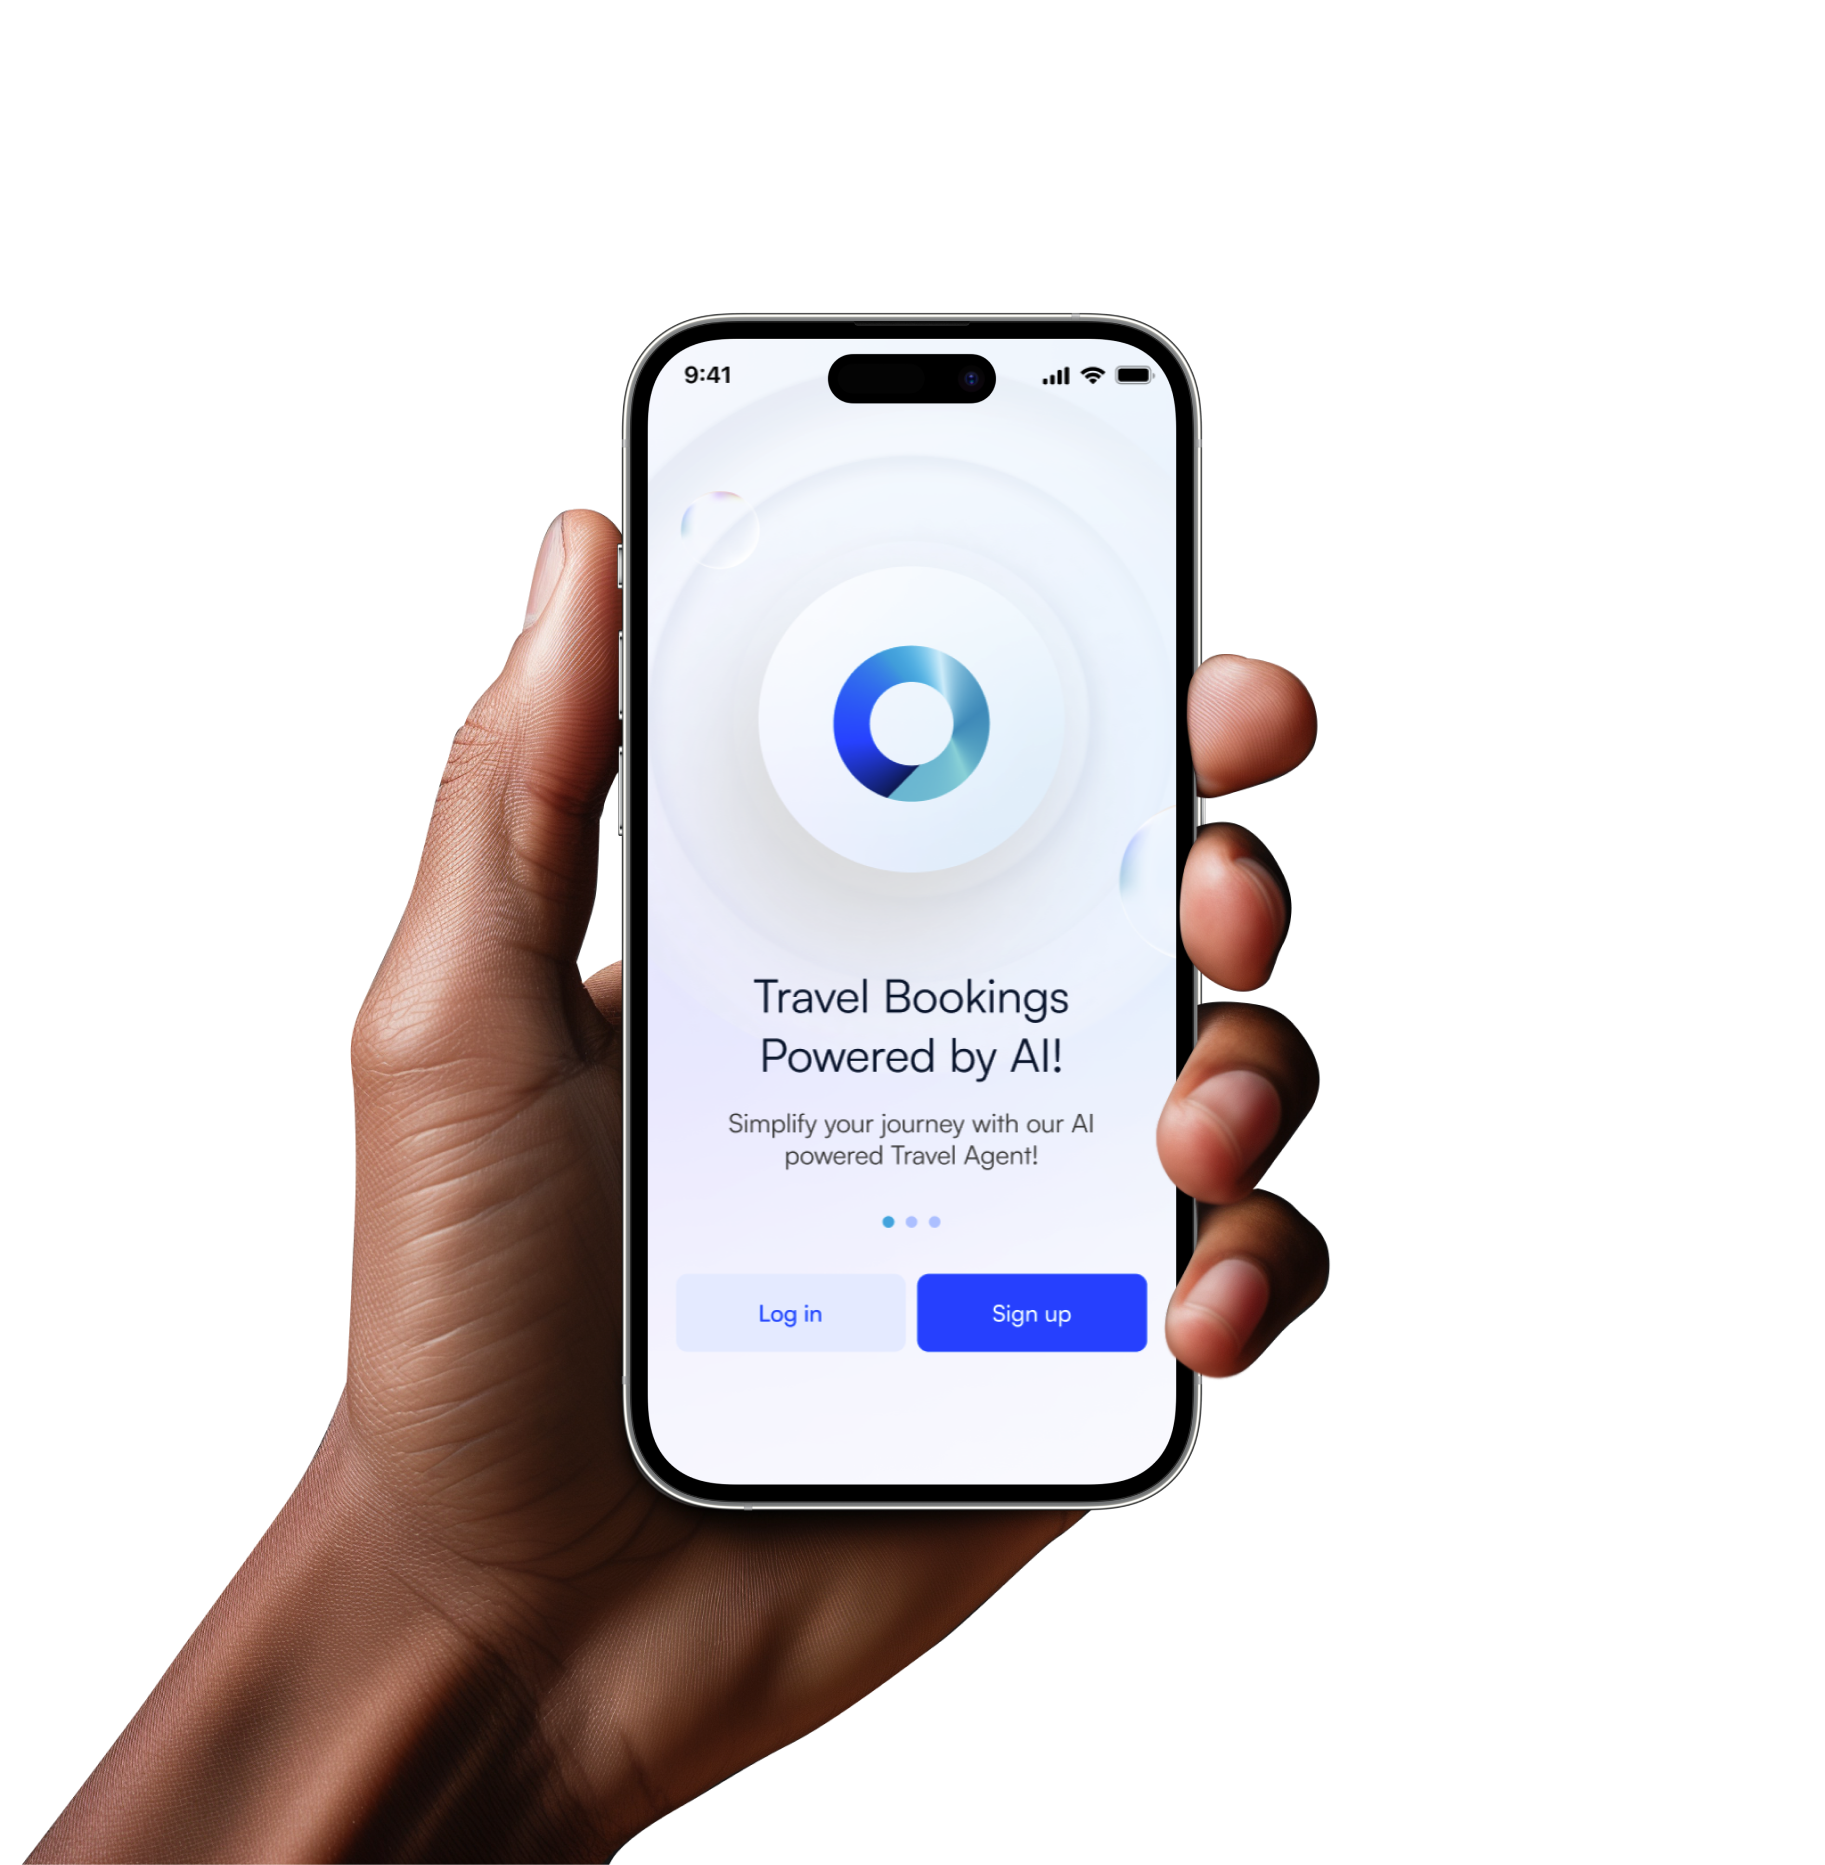 9:41
Travel Bookings
Powered by AI!
Simplify your journey with our AI
powered Travel Agent!
Log in
Sign up